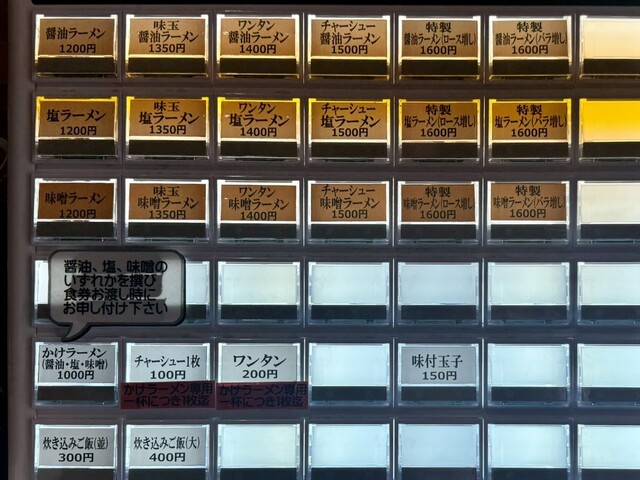 醤油ラーメン
1200円
味玉
醤油ラーメン
1350円
ワンタン
醤油ラーメン
1400円
チャーシュー
醤油ラーメン
1500円
特製
醤油ラーメン(ロース増し)
1600円
特製
醤油ラーメン(バラ増し)
1600円
塩ラーメン
1200円
味玉
塩ラーメン
1350円
ワンタン
塩ラーメン
1400円
チャーシュー
塩ラーメン
1500円
特製
塩ラーメン(ロース増し)
1600円
特製
塩ラーメン(バラ増し)
1600円
味噌ラーメン
1200円
味玉
味噌ラーメン
1350円
ワンタン
味噌ラーメン
1400円
チャーシュー
味噌ラーメン
1500円
特製
味噌ラーメン(ロース増し)
1600円
特製
味噌ラーメン(バラ増し)
1600円
醤油、塩、味噌の
いずれかを撰び
食券お渡し時に
お申し付け下さい
かけラーメン
(醤油・塩・味噌)
1000円
チャーシュー1枚
100円
かけラーメン専用
一杯につき1枚迄
ワンタン
200円
かけラーメン専用
一杯につき1枚迄
味付玉子
150円
炊き込みご飯(並)
300円
炊き込みご飯(大)
400円